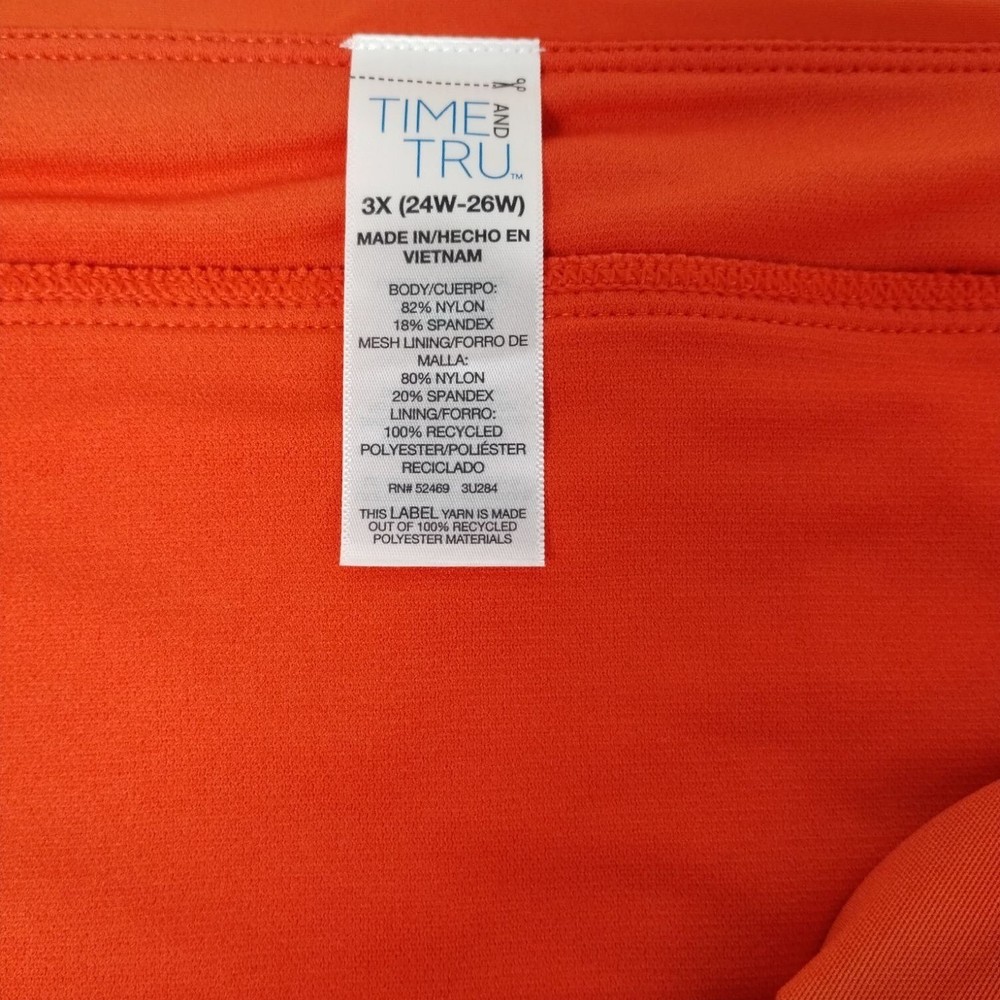 TIME AND
TRU™
3X (24W-26W)
MADE IN/HECHO EN
VIETNAM
BODY/CUERPO:
82% NYLON
18% SPANDEX
MESH LINING/FORRO DE
MALLA:
80% NYLON
20% SPANDEX
LINING/FORRO:
100% RECYCLED
POLYESTER/POLIÉSTER
RECICLADO
RN# 52469 3U284
THIS LABEL YARN IS MADE
OUT OF 100% RECYCLED
POLYESTER MATERIALS